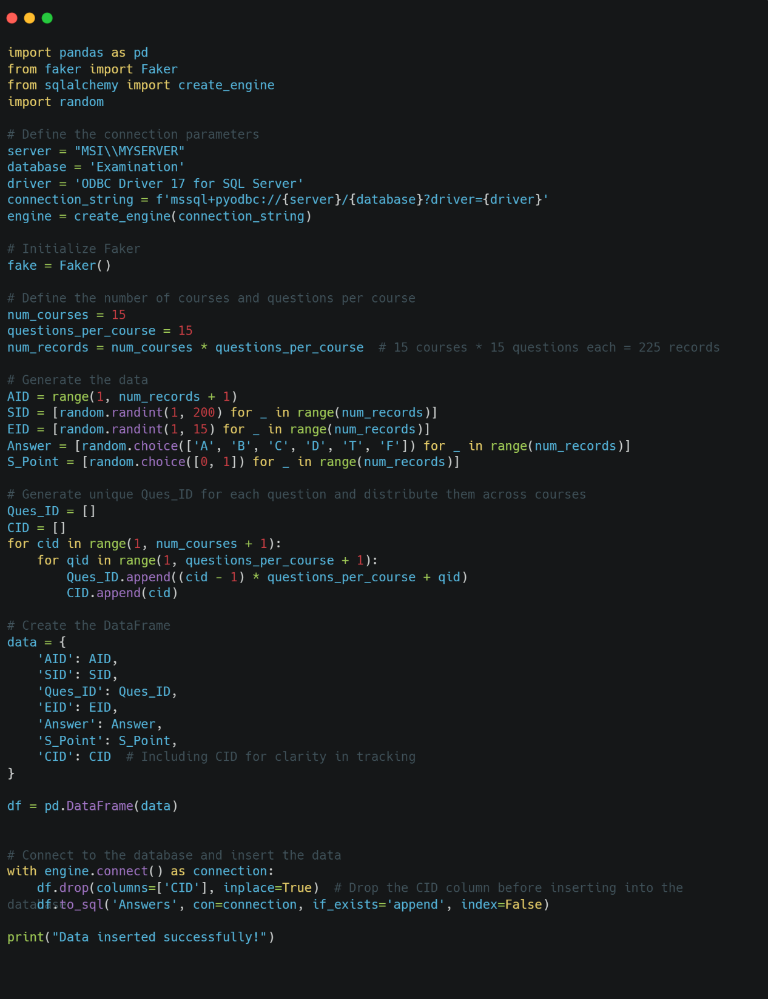 import pandas as pd
from faker import Faker
from sqlalchemy import create_engine
import random

# Define the connection parameters
server = "MSI\\MYSERVER"
database = 'Examination'
driver = 'ODBC Driver 17 for SQL Server'
connection_string = f'mssql+pyodbc://{server}/{database}?driver={driver}'
engine = create_engine(connection_string)

# Initialize Faker
fake = Faker()

# Define the number of courses and questions per course
num_courses = 15
questions_per_course = 15
num_records = num_courses * questions_per_course  # 15 courses * 15 questions each = 225 records

# Generate the data
AID = range(1, num_records + 1)
SID = [random.randint(1, 200) for _ in range(num_records)]
EID = [random.randint(1, 15) for _ in range(num_records)]
Answer = [random.choice(['A', 'B', 'C', 'D', 'T', 'F']) for _ in range(num_records)]
S_Point = [random.choice([0, 1]) for _ in range(num_records)]

# Generate unique Ques_ID for each question and distribute them across courses
Ques_ID = []
CID = []
for cid in range(1, num_courses + 1):
    for qid in range(1, questions_per_course + 1):
        Ques_ID.append((cid - 1) * questions_per_course + qid)
        CID.append(cid)

# Create the DataFrame
data = {
    'AID': AID,
    'SID': SID,
    'Ques_ID': Ques_ID,
    'EID': EID,
    'Answer': Answer,
    'S_Point': S_Point,
    'CID': CID  # Including CID for clarity in tracking
}

df = pd.DataFrame(data)


# Connect to the database and insert the data
with engine.connect() as connection:
    df.drop(columns=['CID'], inplace=True)  # Drop the CID column before inserting into the
database
    df.to_sql('Answers', con=connection, if_exists='append', index=False)

print("Data inserted successfully!")